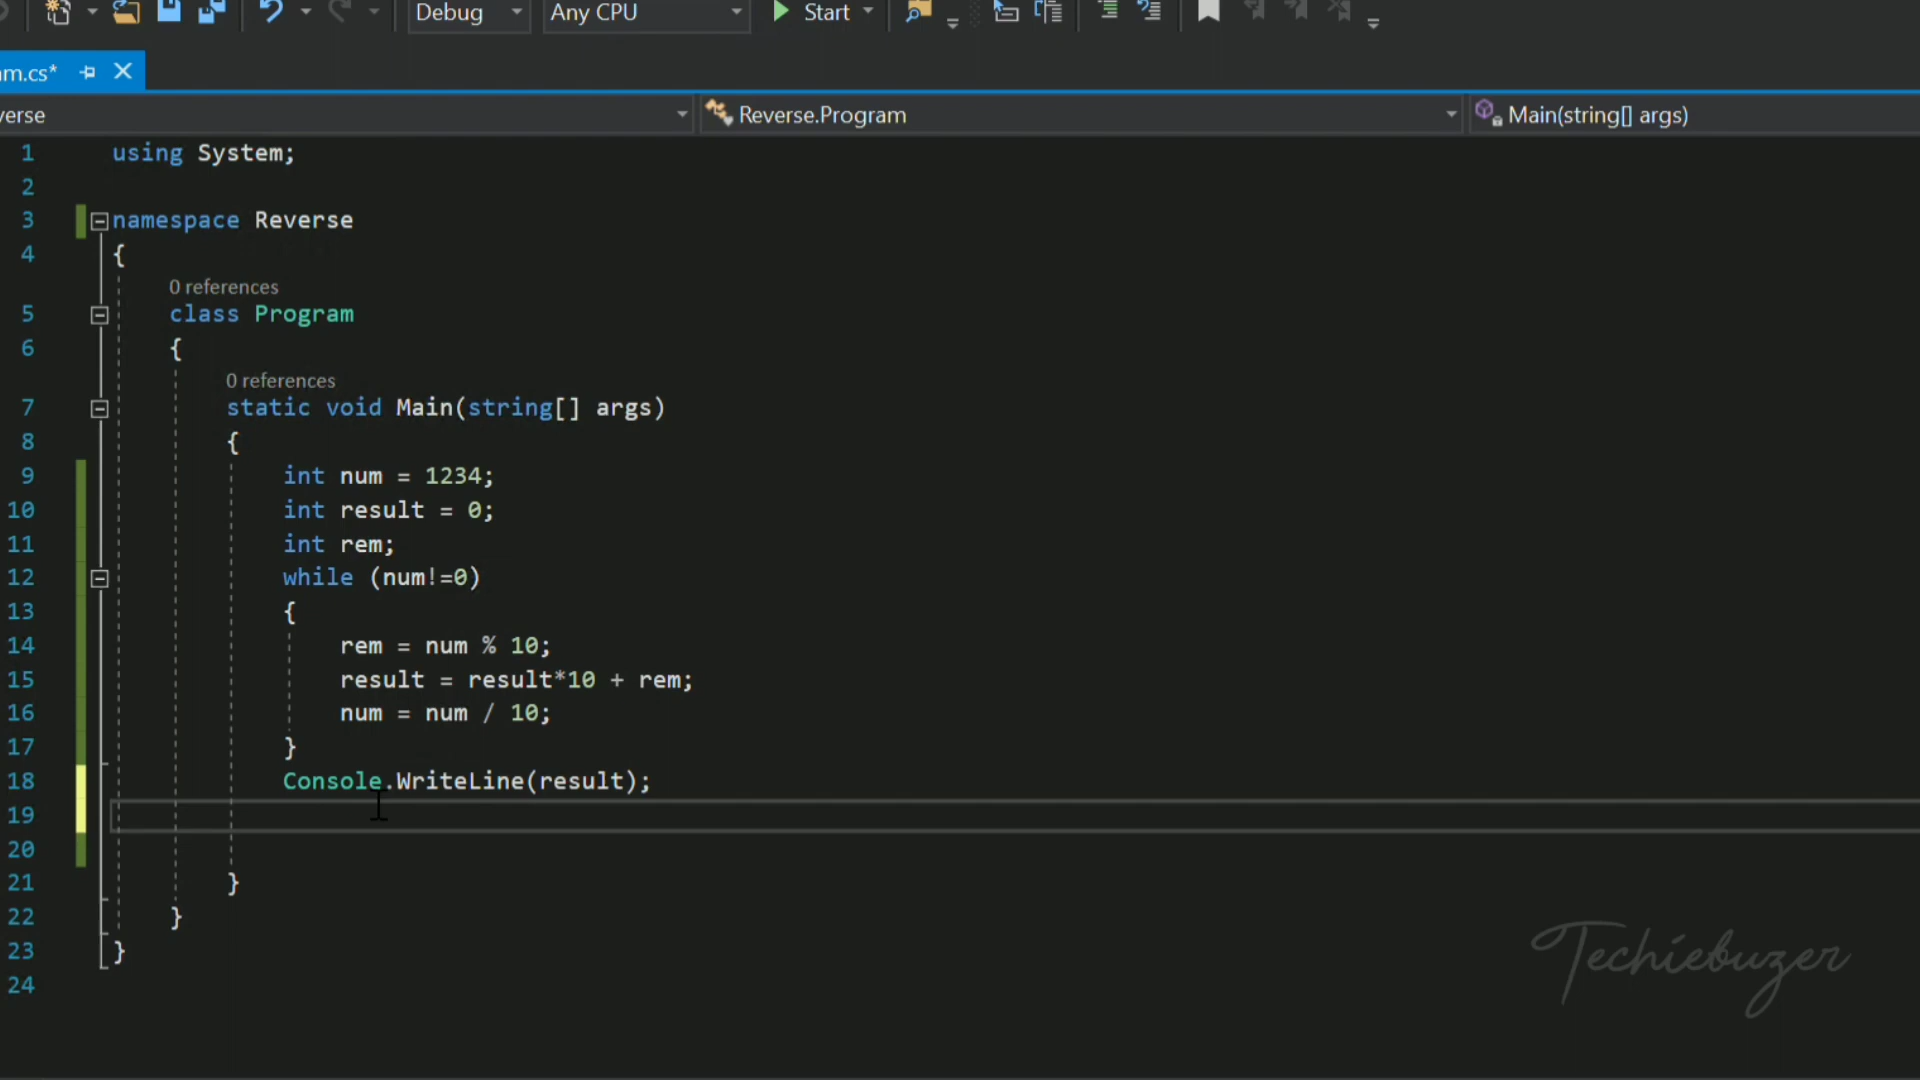 Debug Any CPU Start
am.cs*
verse Reverse.Program Main(string[] args)
1 using System;
2
3 namespace Reverse
4 {
0 references
5 class Program
6 {
0 references
7 static void Main(string[] args)
8 {
9 int num = 1234;
10 int result = 0;
11 int rem;
12 while (num!=0)
13 {
14 rem = num % 10;
15 result = result*10 + rem;
16 num = num / 10;
17 }
18 Console.WriteLine(result);
19
20
21 }
22 }
23 }
24
Techiebuzer